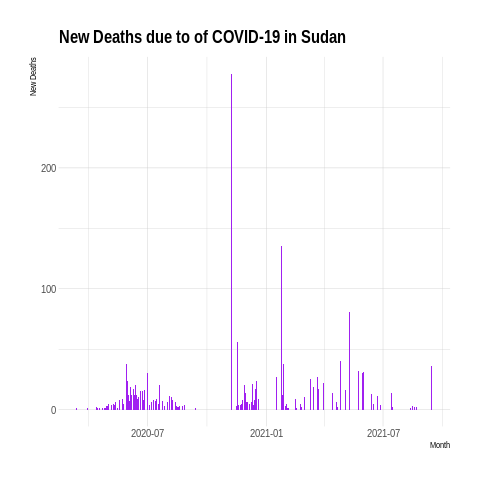 New Deaths due to of COVID-19 in Sudan
New Deaths
200
100
0
2020-07
2021-01
2021-07
Month